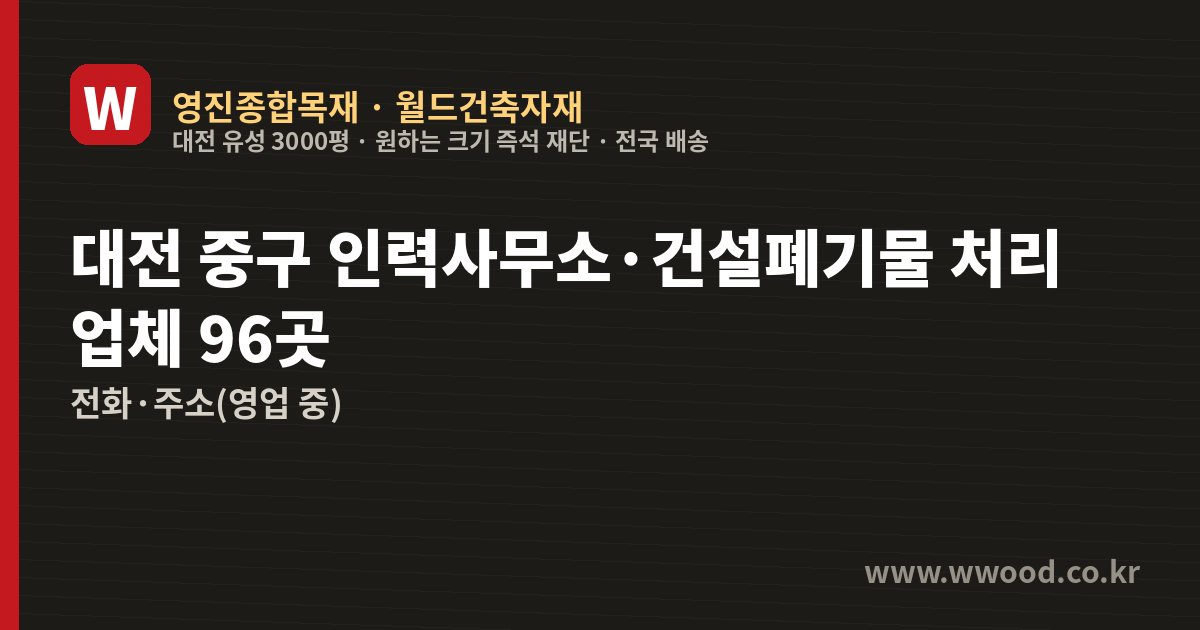 W
영진종합목재 · 월드건축자재
대전 유성 3000평 · 원하는 크기 즉석 재단 · 전국 배송
대전 중구 인력사무소·건설폐기물 처리
업체 96곳
전화·주소(영업 중)
www.wwood.co.kr